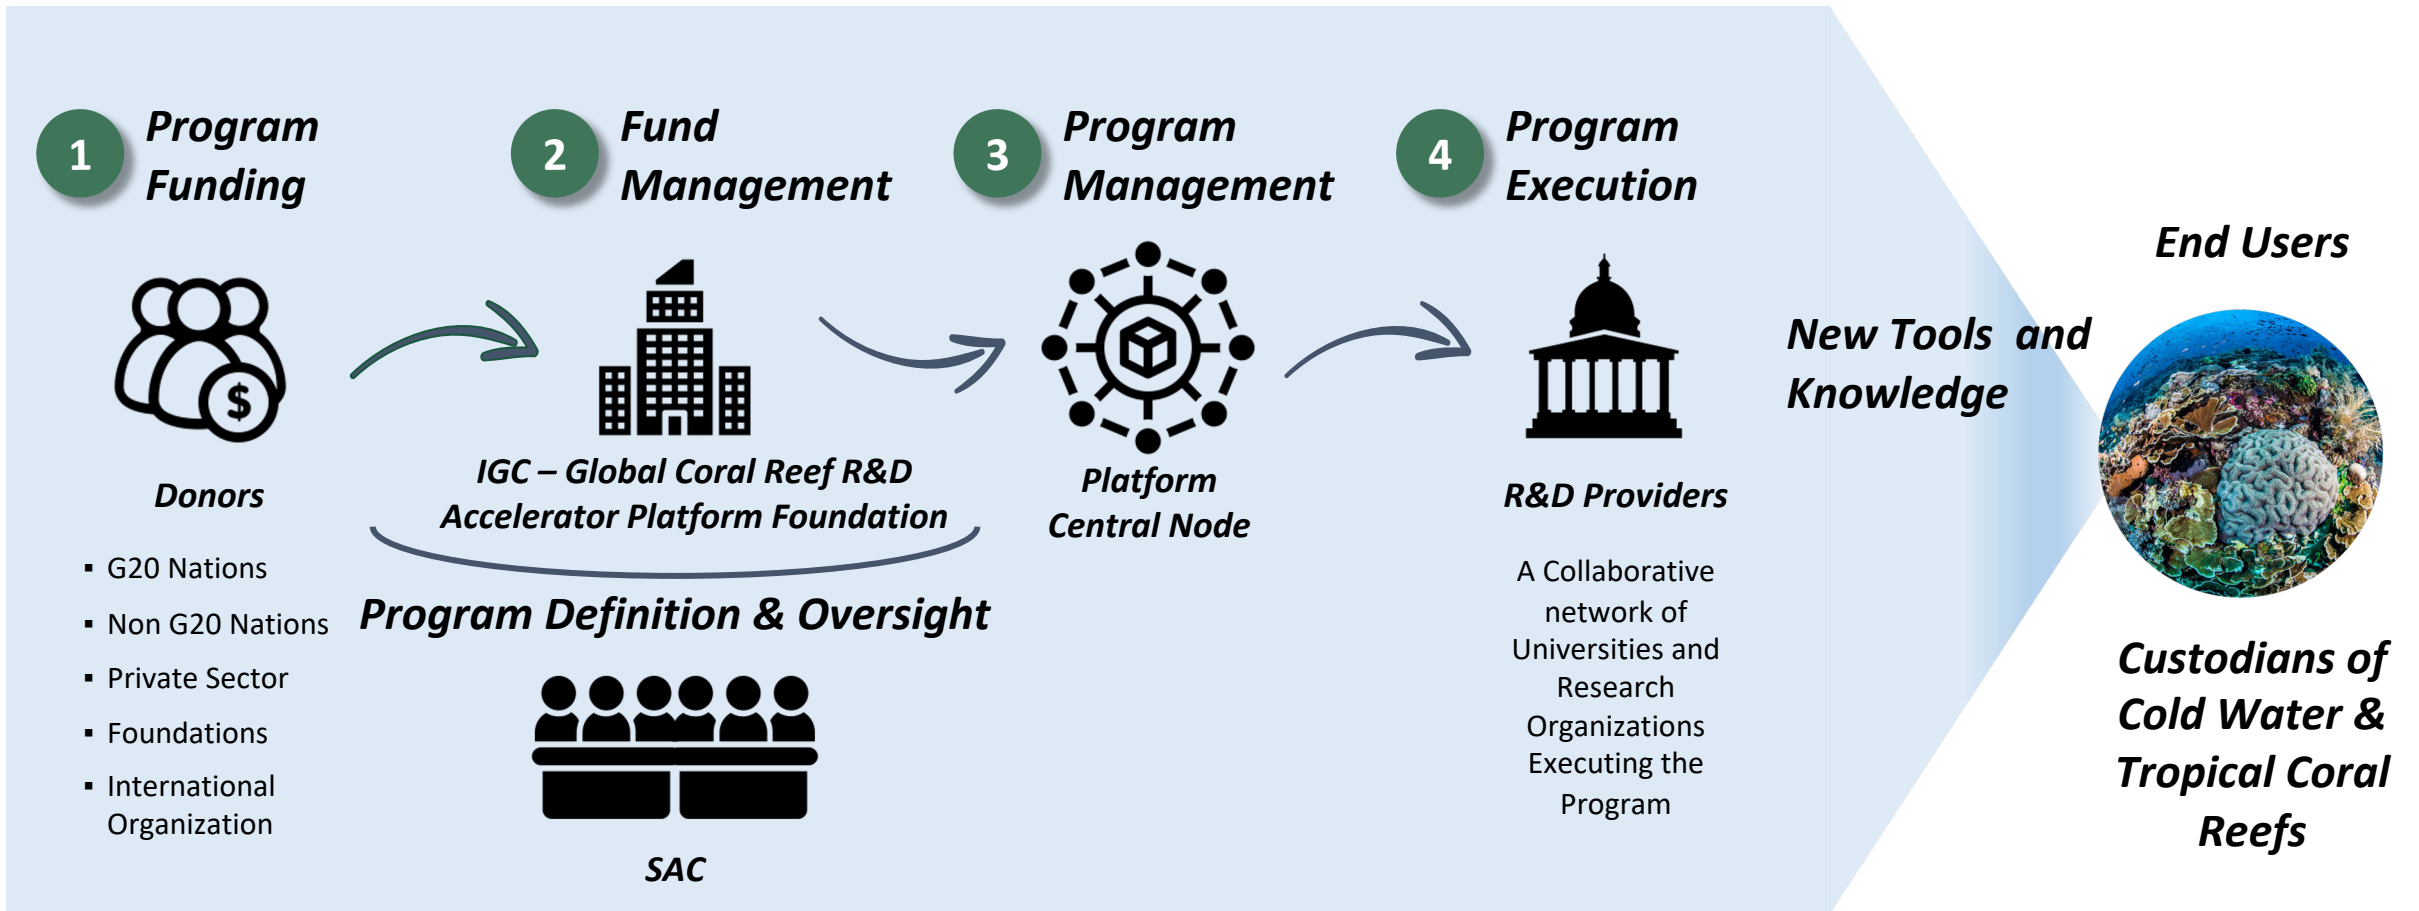 1
Program
Funding
$
Donors
▪ G20 Nations
▪ Non G20 Nations
▪ Private Sector
▪ Foundations
▪ International
Organization
2
Fund
Management
IGC – Global Coral Reef R&D
Accelerator Platform Foundation
Program Definition & Oversight
SAC
3
Program
Management
Platform
Central Node
4
Program
Execution
R&D Providers
A Collaborative
network of
Universities and
Research
Organizations
Executing the
Program
New Tools and
Knowledge
End Users
Custodians of
Cold Water &
Tropical Coral
Reefs